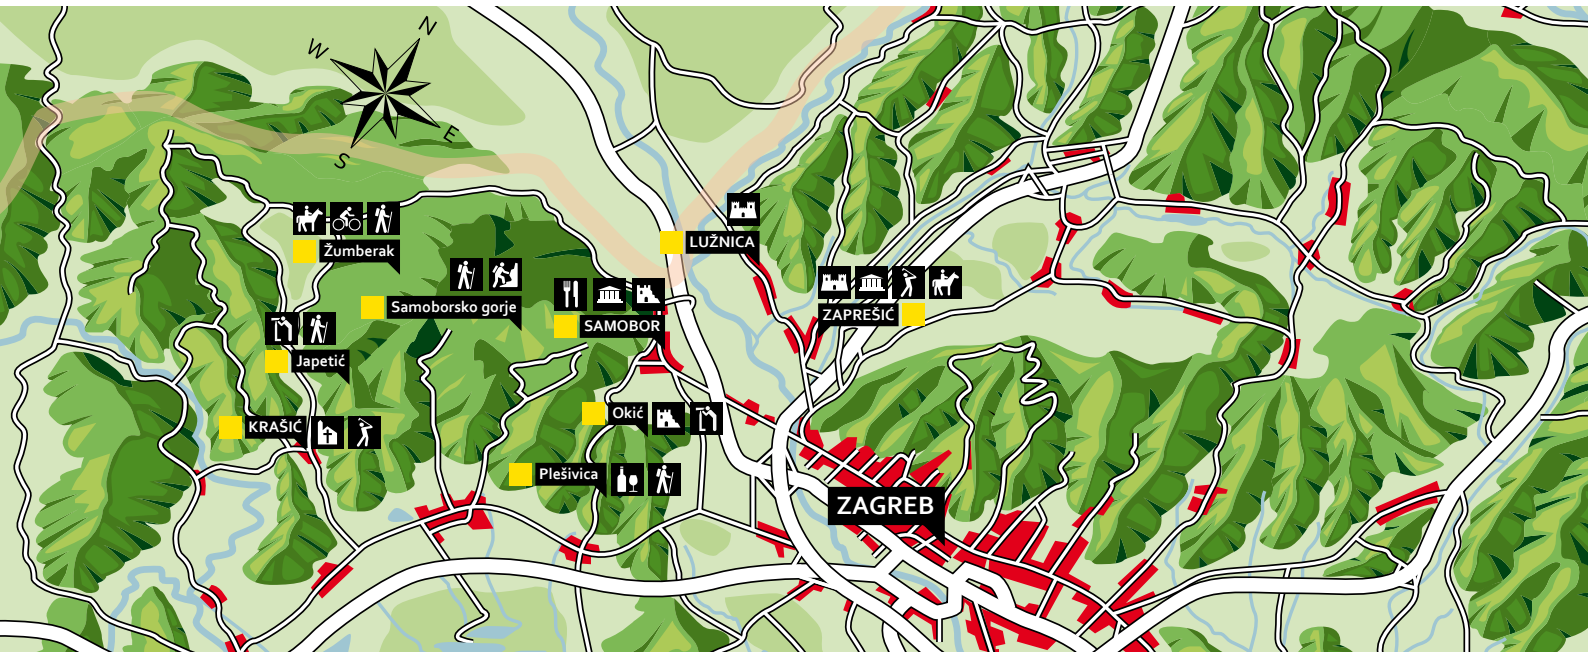 N
W
E
S
Žumberak
LUŽNICA
Samoborsko gorje
SAMOBOR
ZAPREŠIĆ
Japetić
KRAŠIĆ
Okić
Plešivica
ZAGREB